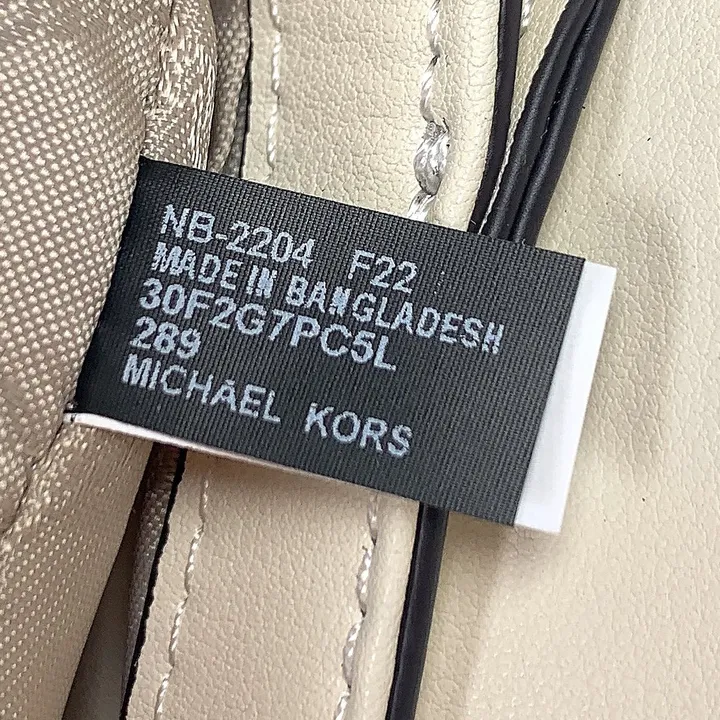 NB-2204 F22
MADE IN BANGLADESH
30F2G7PC5L
289
MICHAEL KORS